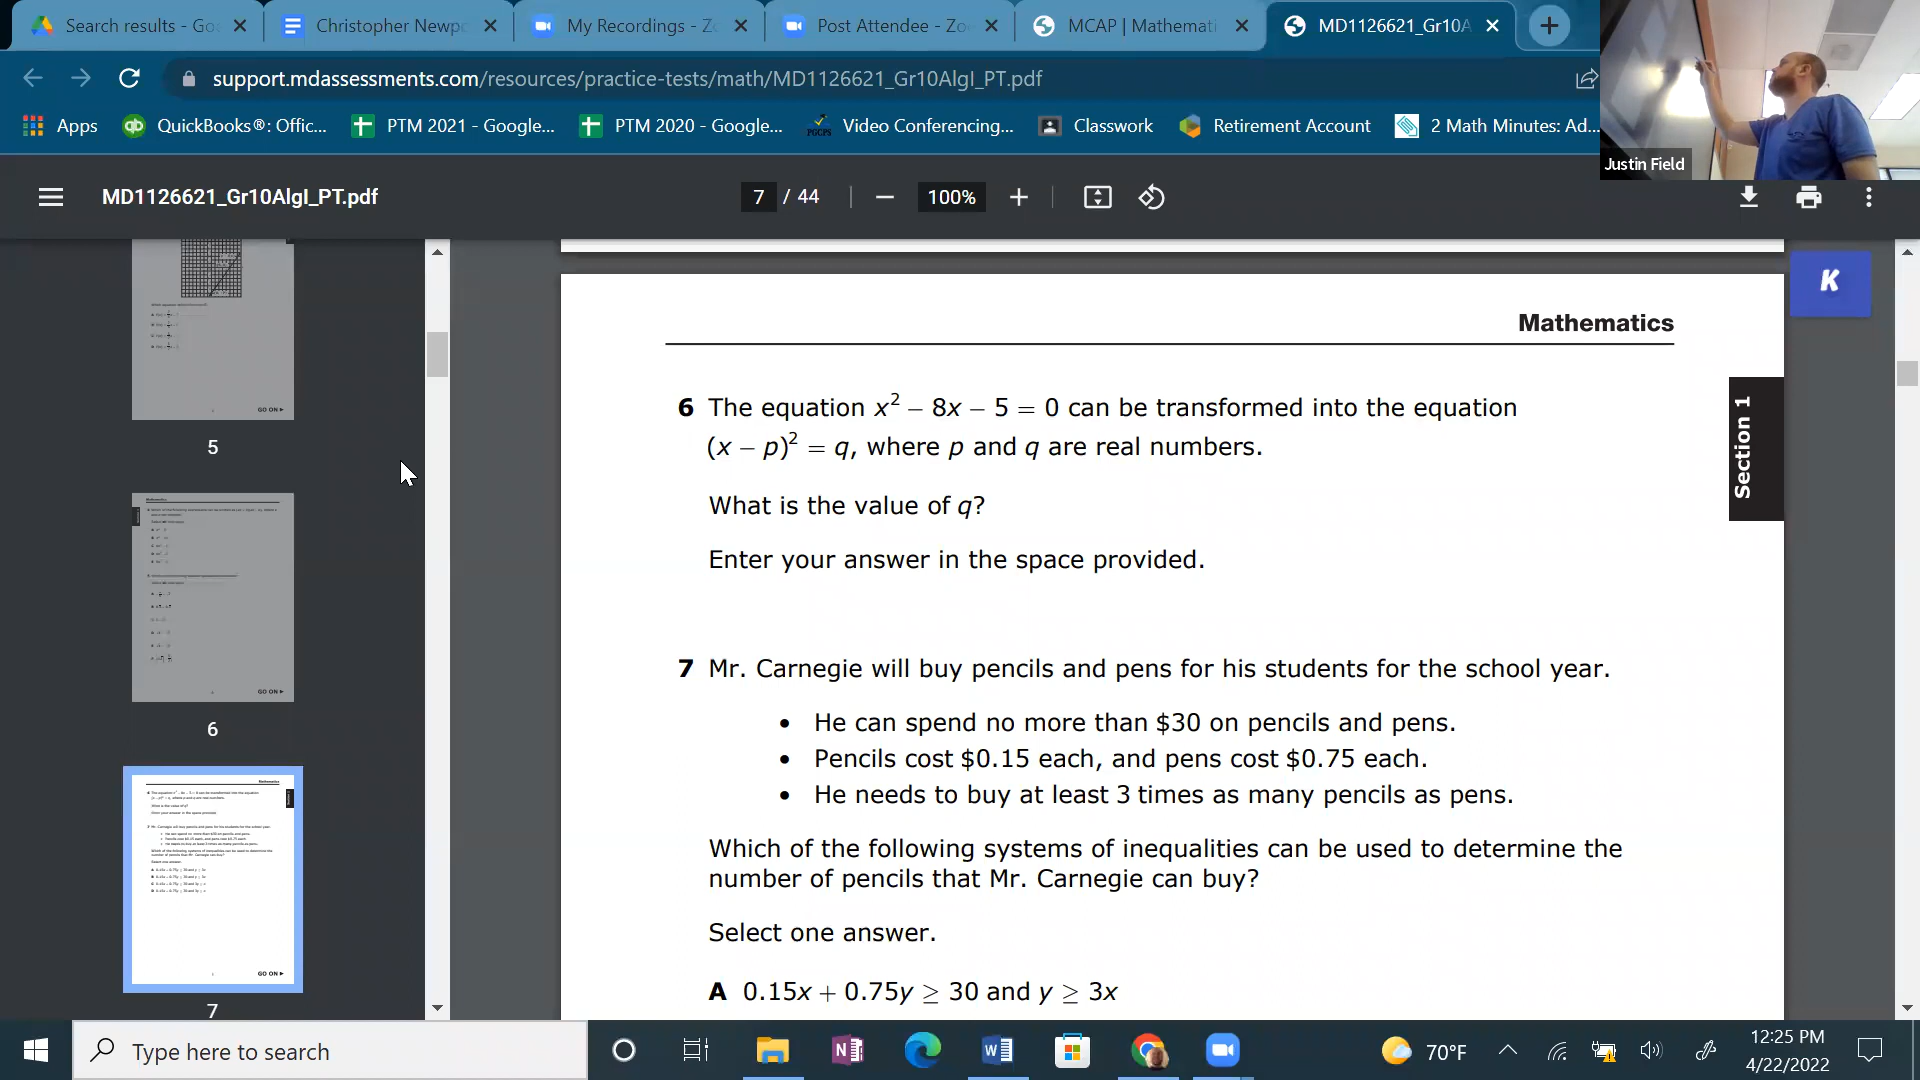 Search results - Go
Christopher Newp
My Recordings - Zo
Post Attendee - Zo
MCAP | Mathemati
MD1126621_Gr10A
support.mdassessments.com/resources/practice-tests/math/MD1126621_Gr10AlgI_PT.pdf
Apps
QuickBooks®: Offic...
PTM 2021 - Google...
PTM 2020 - Google...
PGCPS
Video Conferencing...
Classwork
Retirement Account
2 Math Minutes: Ad...
Justin Field
MD1126621_Gr10AlgI_PT.pdf
7 / 44
100%
GO ON
5
GO ON
6
GO ON
7
K
Mathematics
Section 1
6 The equation x² − 8x − 5 = 0 can be transformed into the equation
(x − p)² = q, where p and q are real numbers.
What is the value of q?
Enter your answer in the space provided.
7 Mr. Carnegie will buy pencils and pens for his students for the school year.
• He can spend no more than $30 on pencils and pens.
• Pencils cost $0.15 each, and pens cost $0.75 each.
• He needs to buy at least 3 times as many pencils as pens.
Which of the following systems of inequalities can be used to determine the
number of pencils that Mr. Carnegie can buy?
Select one answer.
A 0.15x + 0.75y ≥ 30 and y ≥ 3x
Type here to search
70°F
12:25 PM
4/22/2022